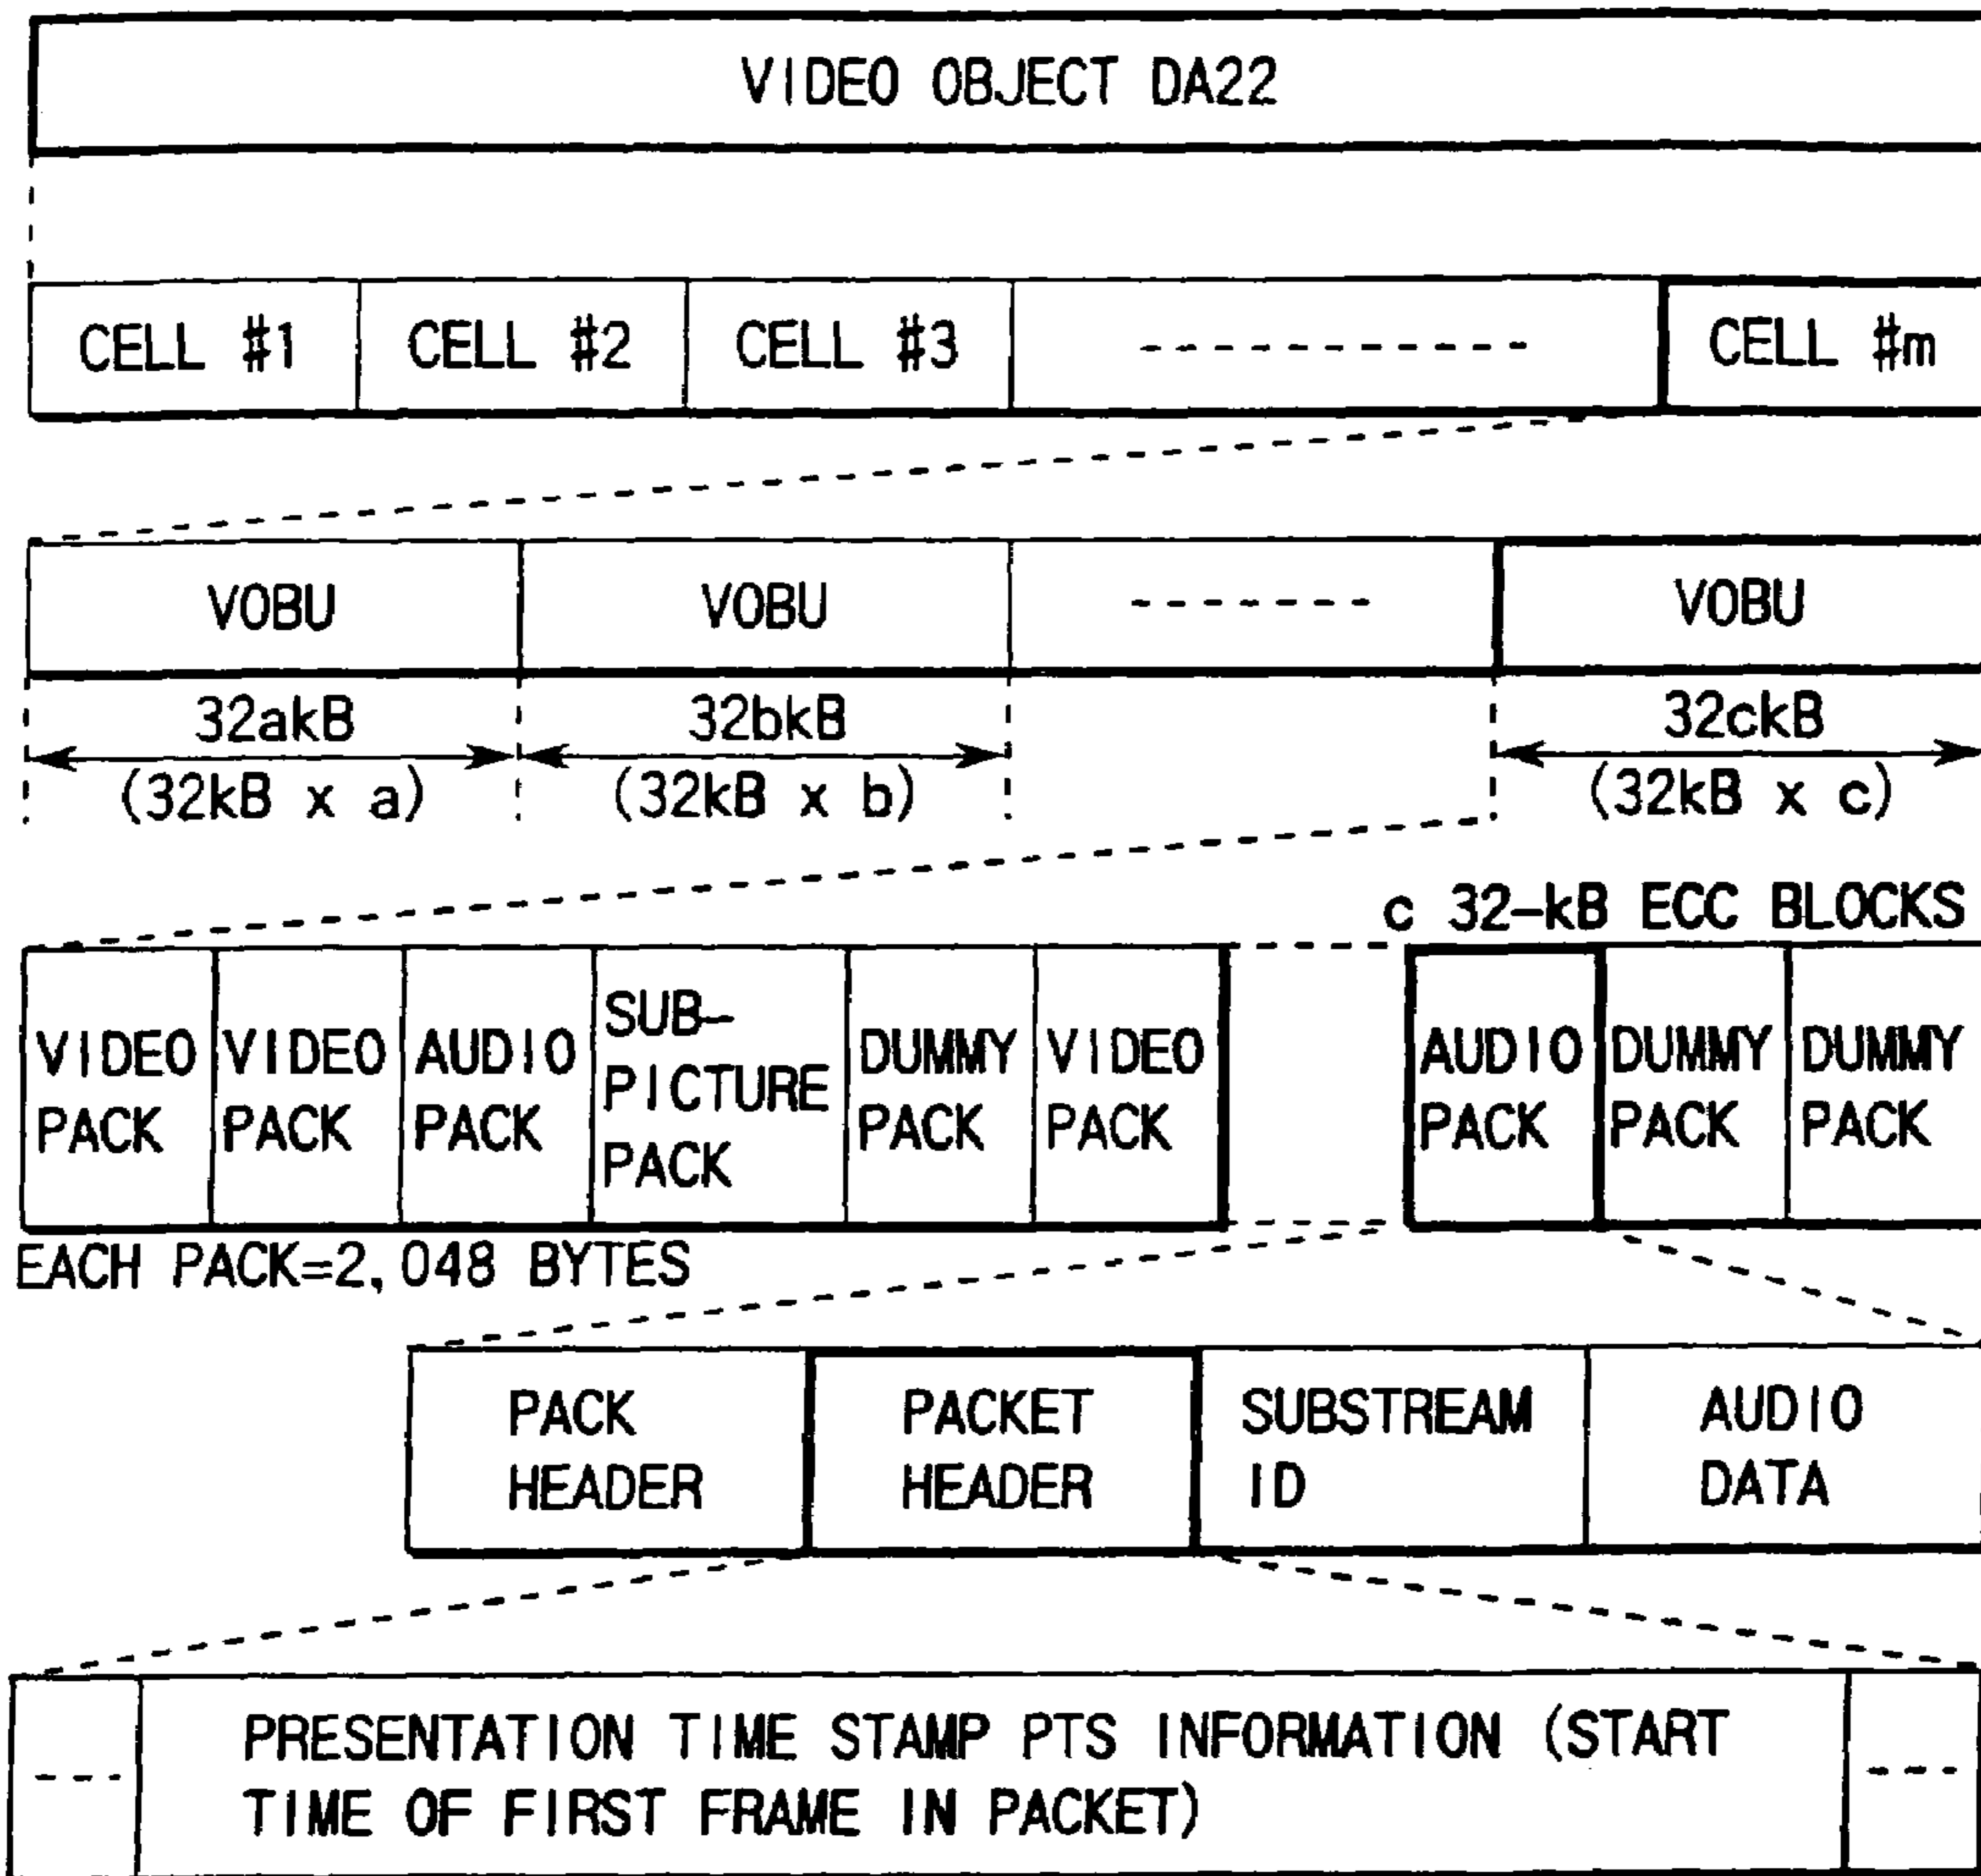 VIDEO OBJECT DA22
CELL #1 CELL #2 CELL #3 ------------ CELL #m
VOBU VOBU ------- VOBU
32akB 32bkB 32ckB
(32kB x a) (32kB x b) (32kB x c)
c 32-kB ECC BLOCKS
VIDEO PACK
VIDEO PACK
AUDIO PACK
SUB-
PICTURE
PACK
DUMMY PACK
VIDEO PACK
AUDIO PACK
DUMMY PACK
DUMMY PACK
EACH PACK=2,048 BYTES
PACK
HEADER
PACKET
HEADER
SUBSTREAM
ID
AUDIO
DATA
--- PRESENTATION TIME STAMP PTS INFORMATION (START ---
TIME OF FIRST FRAME IN PACKET)